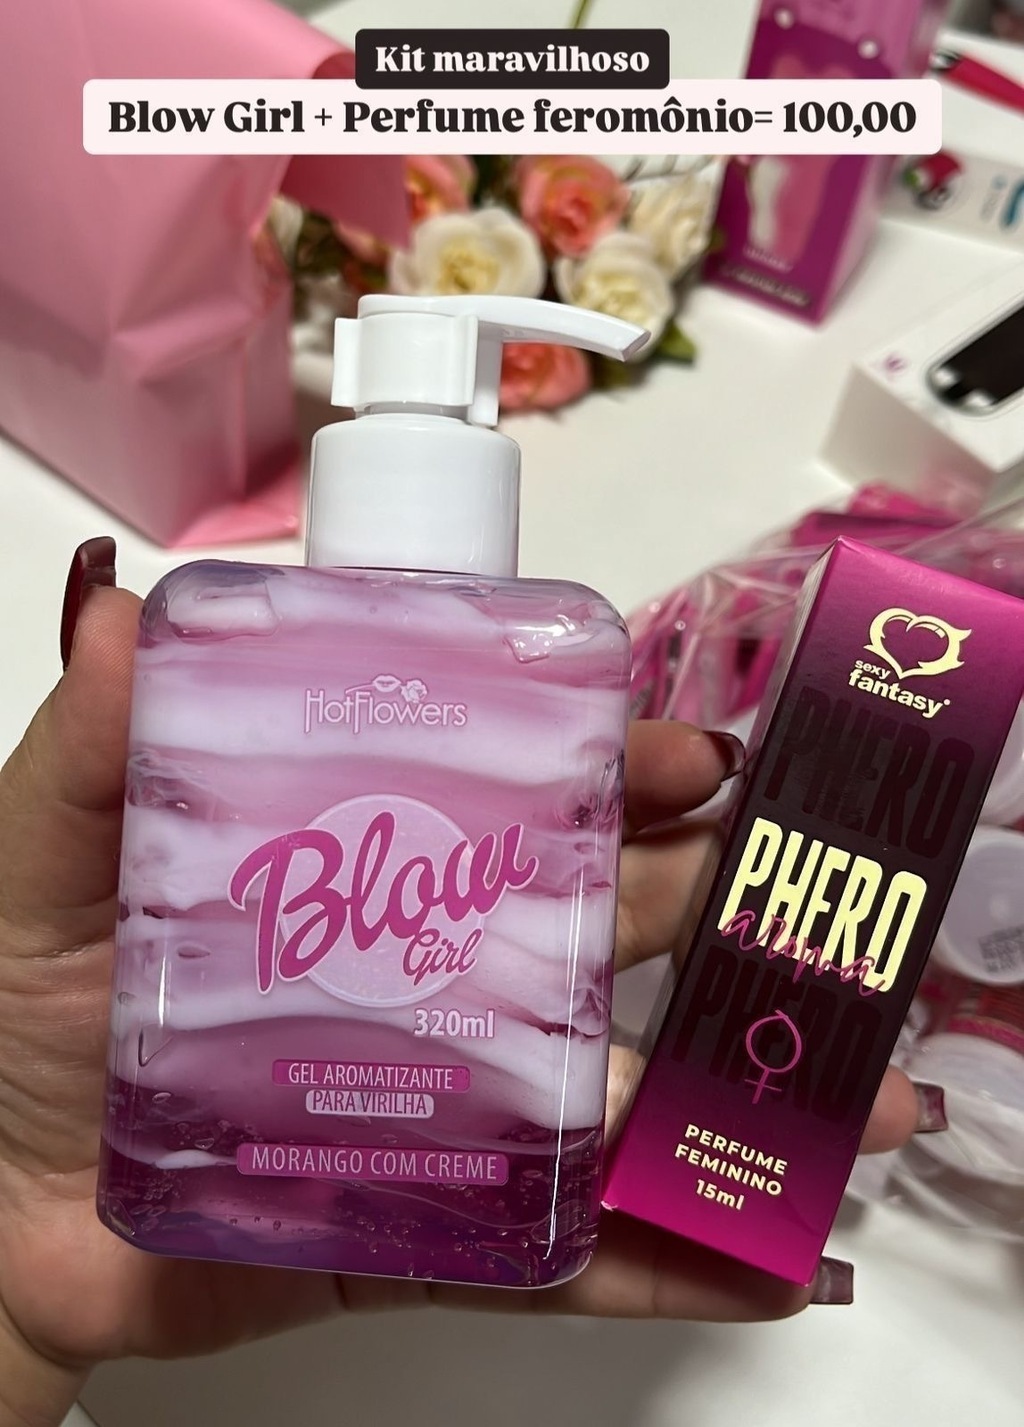 Kit maravilhoso
Blow Girl + Perfume feromônio= 100,00
HotFlowers
Blow
Girl
320ml
GEL AROMATIZANTE
PARA VIRILHA
MORANGO COM CREME
sexy
fantasy®
PHERO
PHERO
aroma
PHERO
PERFUME
FEMININO
15ml